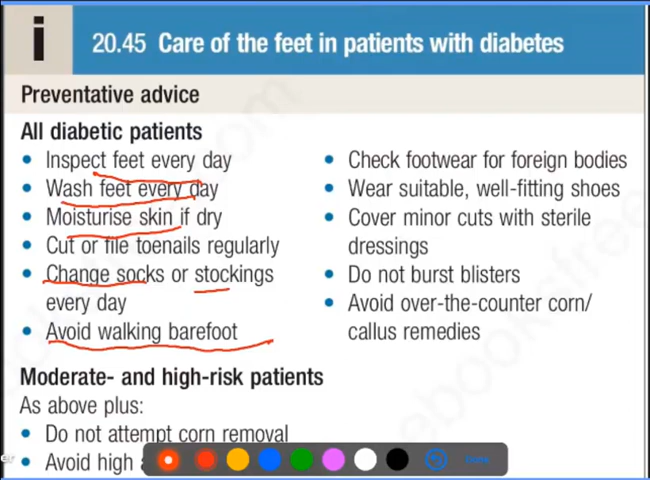 i
20.45 Care of the feet in patients with diabetes
Preventative advice
All diabetic patients
• Inspect feet every day
• Wash feet every day
• Moisturise skin if dry
• Cut or file toenails regularly
• Change socks or stockings
every day
• Avoid walking barefoot
• Check footwear for foreign bodies
• Wear suitable, well-fitting shoes
• Cover minor cuts with sterile
dressings
• Do not burst blisters
• Avoid over-the-counter corn/
callus remedies
Moderate- and high-risk patients
As above plus:
• Do not attempt corn removal
• Avoid high